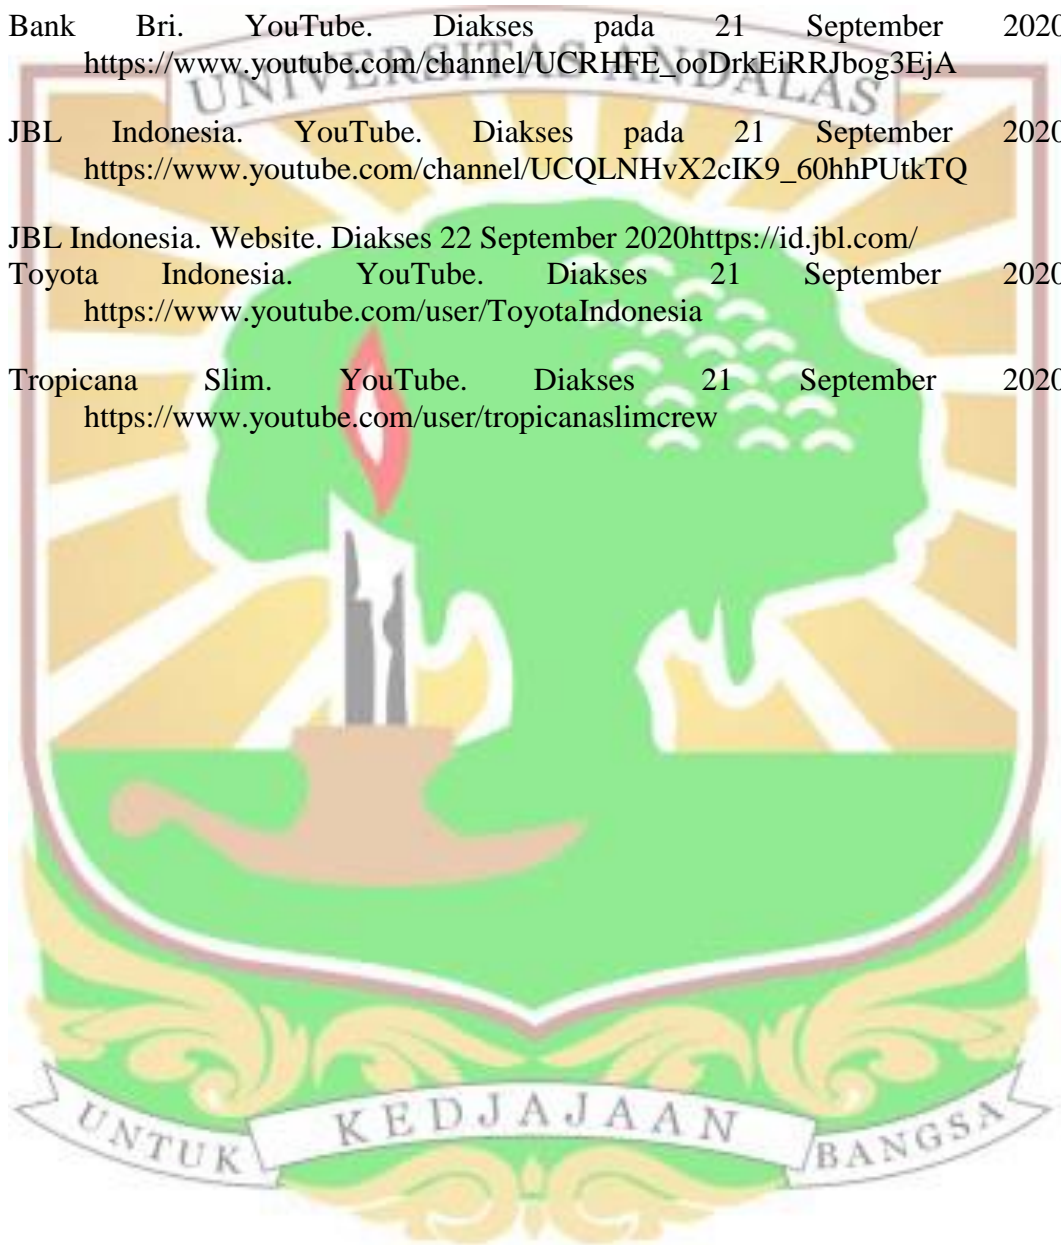 Bank Bri. YouTube. Diakses pada 21 September 2020
https://www.youtube.com/channel/UCRHFE_ooDrkEiRRJbog3EjA
UNIVERSITAS ANDALAS
JBL Indonesia. YouTube. Diakses pada 21 September 2020
https://www.youtube.com/channel/UCQLNHvX2cIK9_60hhPUtkTQ
JBL Indonesia. Website. Diakses 22 September 2020https://id.jbl.com/
Toyota Indonesia. YouTube. Diakses 21 September 2020
https://www.youtube.com/user/ToyotaIndonesia
Tropicana Slim. YouTube. Diakses 21 September 2020
https://www.youtube.com/user/tropicanaslimcrew
UNTUK KEDJAJAAN BANGSA